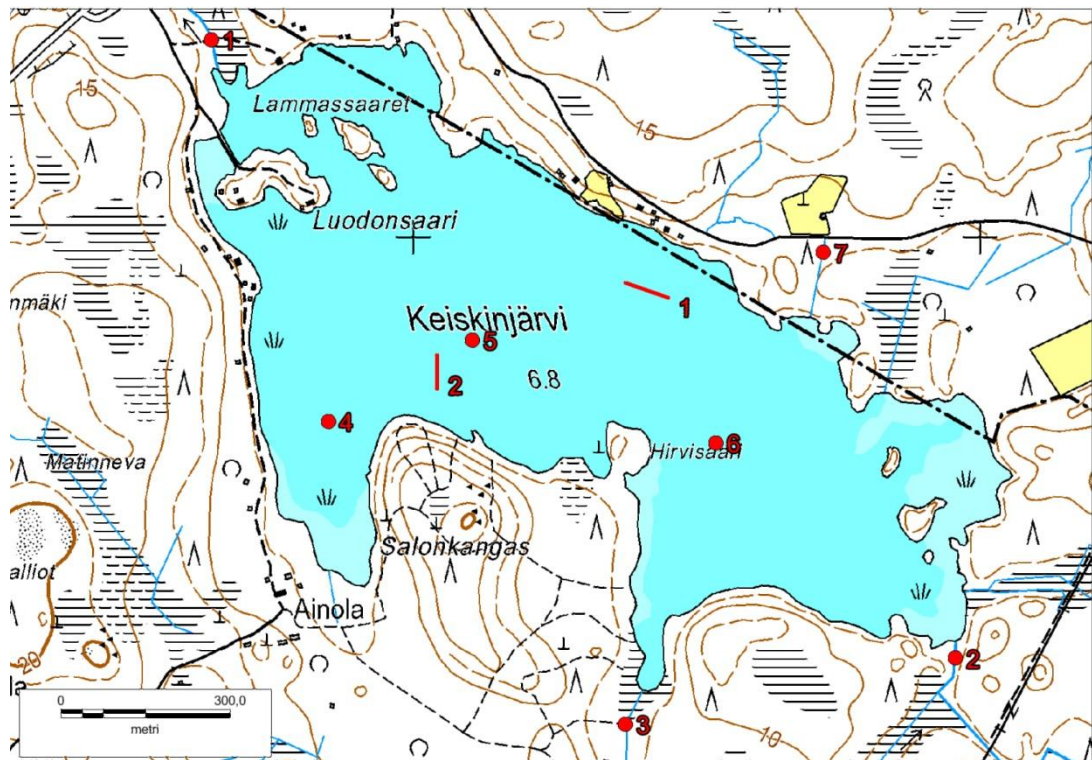 1
15
Lammassaaret
15
Luodonsaari
7
nmäki
1
Keiskinjärvi
5
2
6.8
4
6
Hirvisaari
Matinneva
Salonkangas
alliot
Ainola
20
2
la
0
300,0
metri
3
10